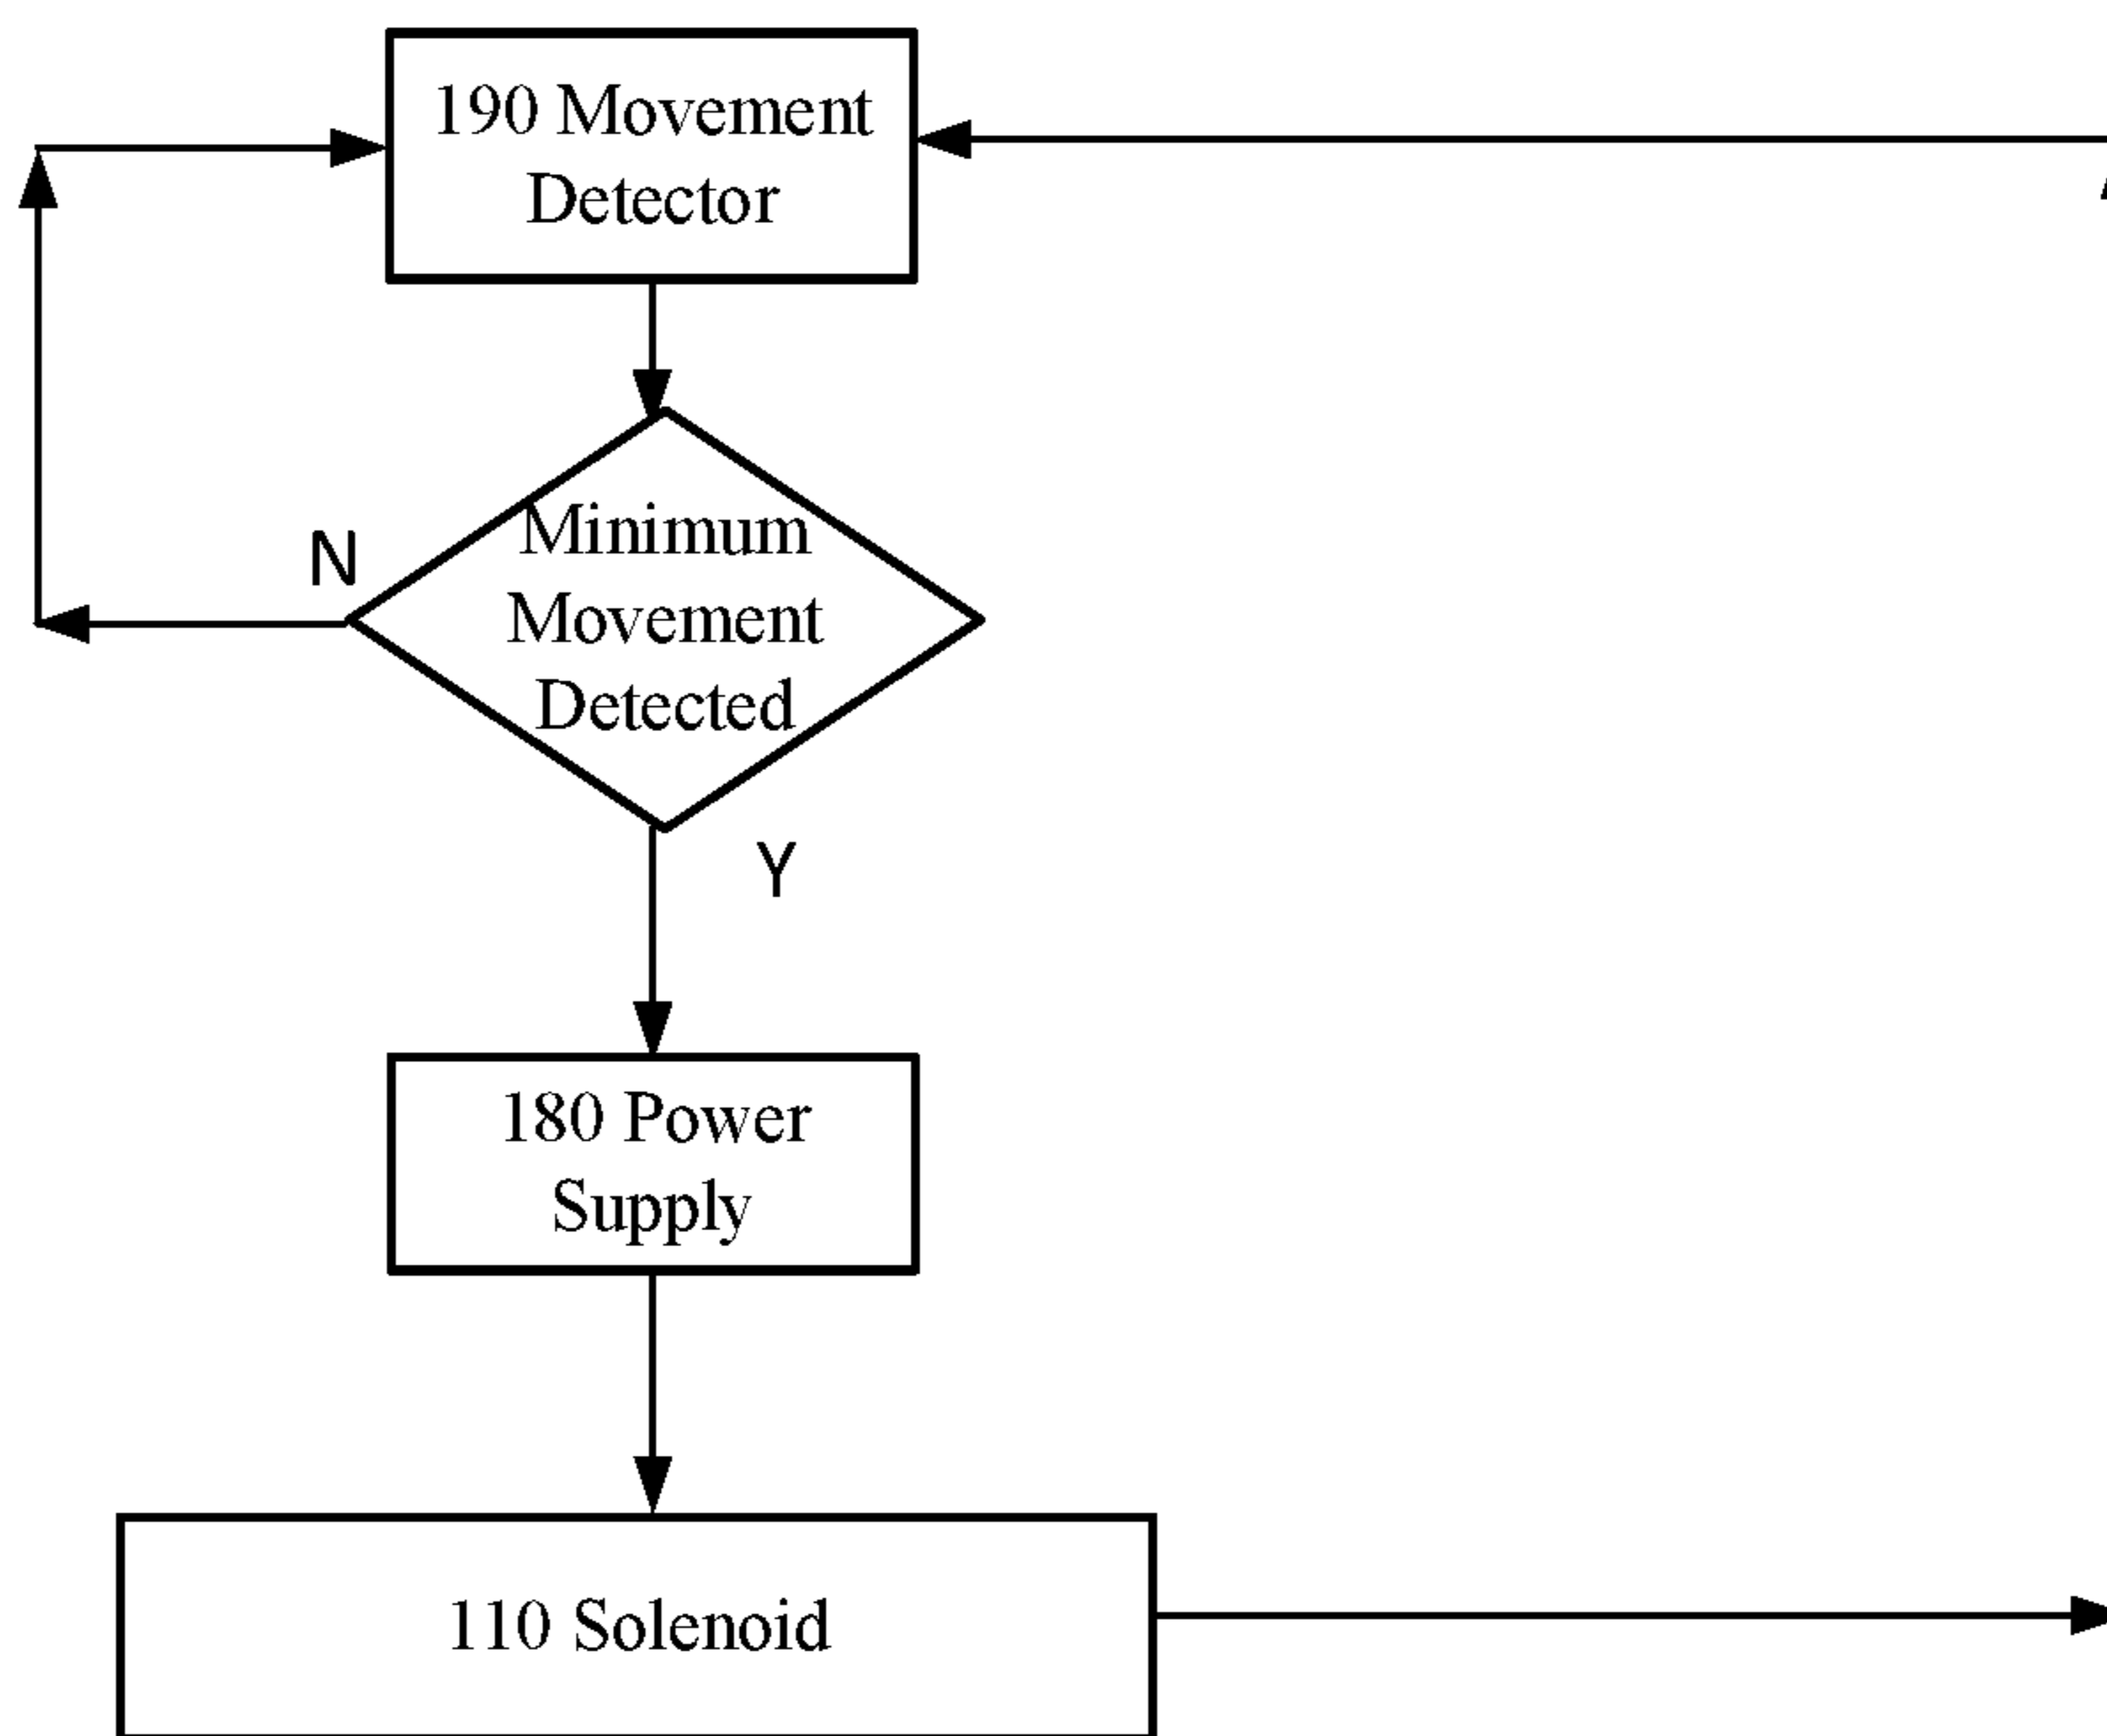 190 Movement
Detector
Minimum
Movement
Detected
N
Y
180 Power
Supply
110 Solenoid